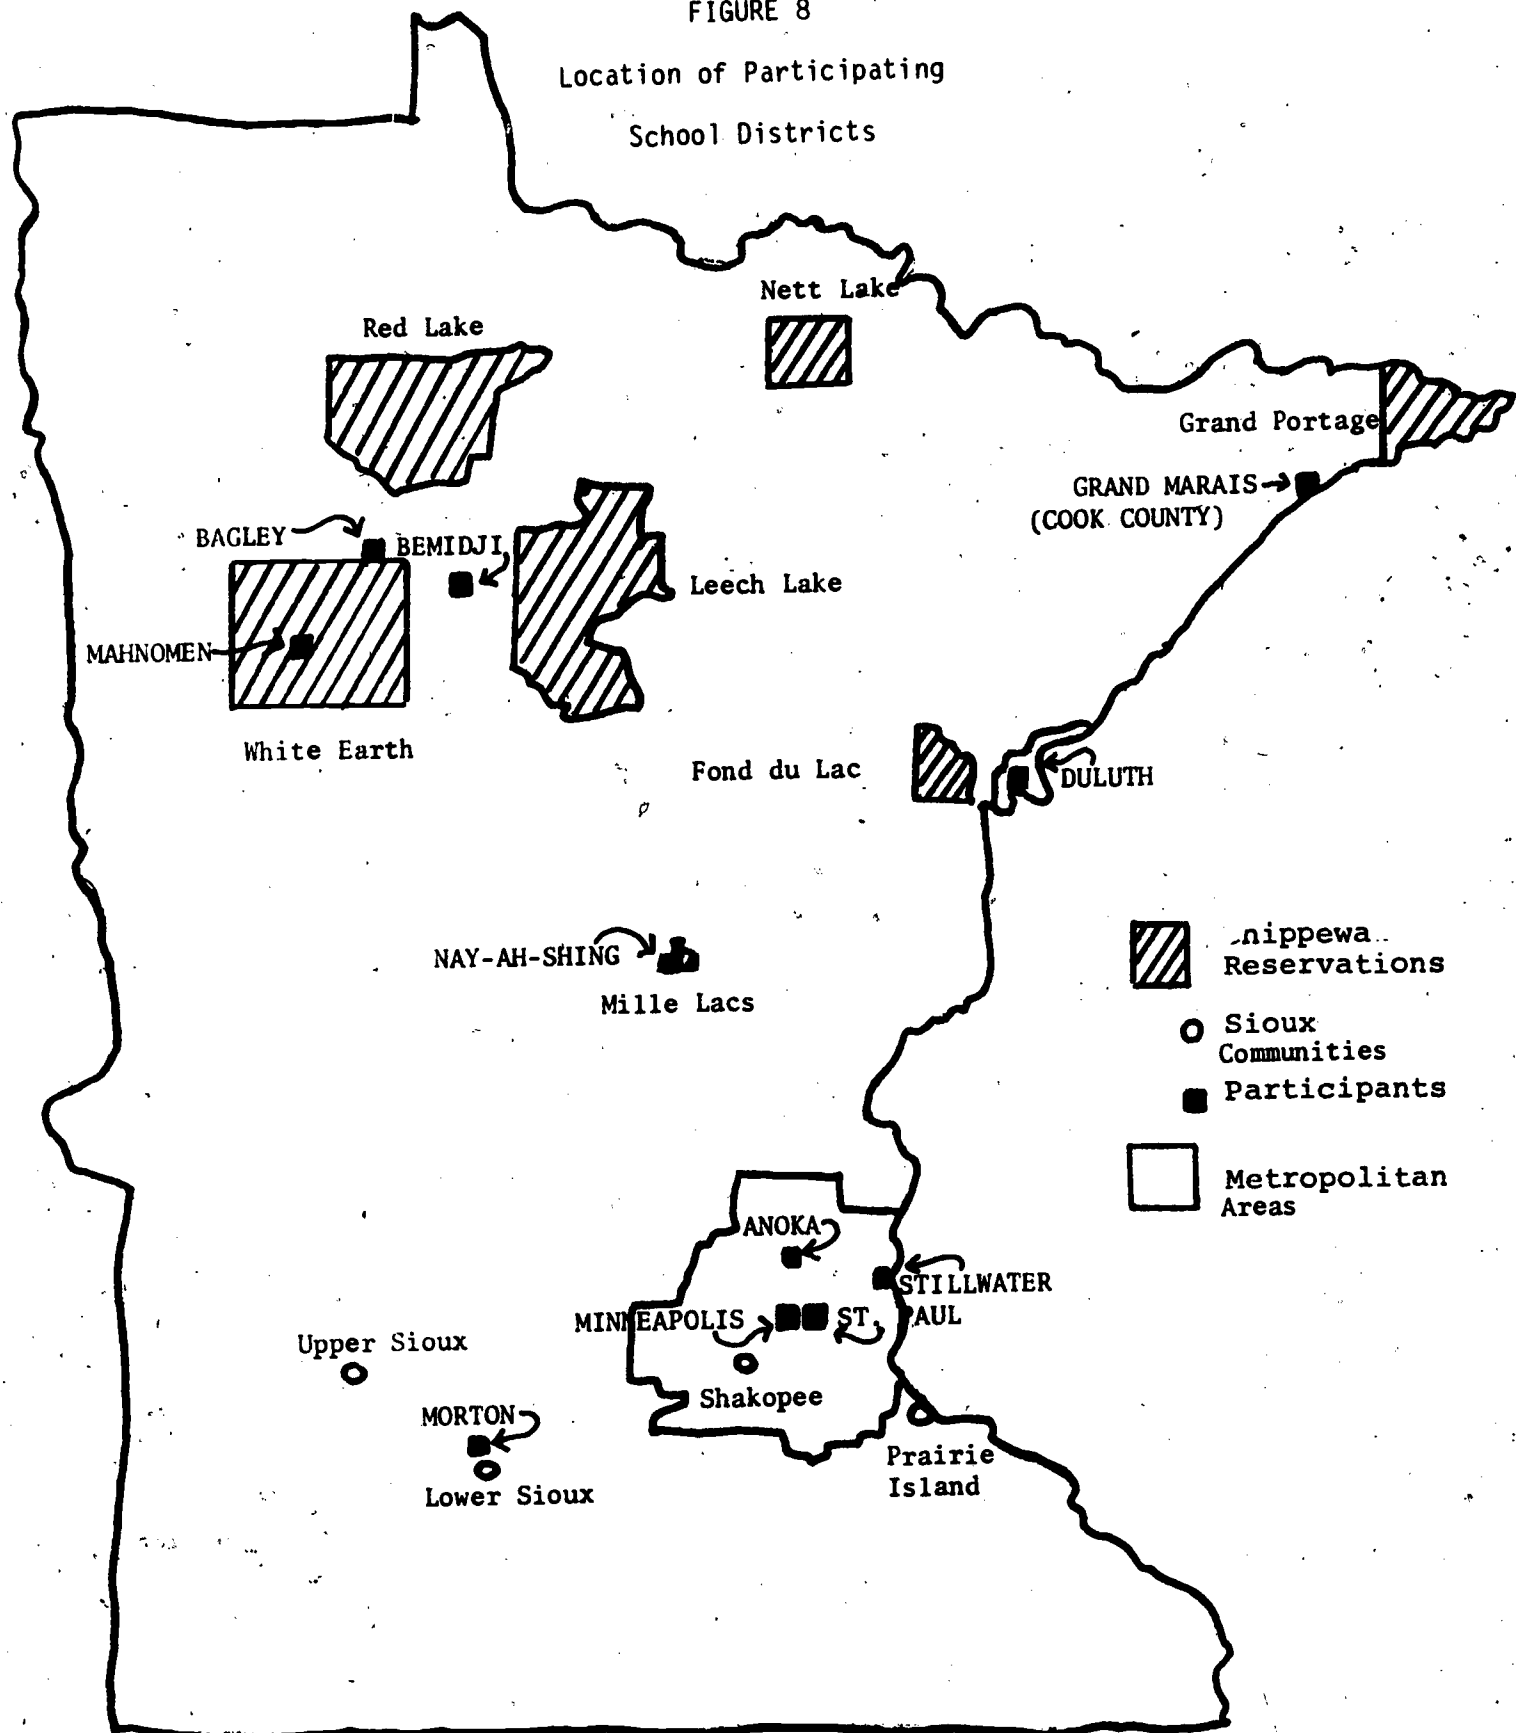 FIGURE 8
Location of Participating
School Districts
Nett Lake
Red Lake
Grand Portage
GRAND MARAIS
(COOK COUNTY)
BAGLEY
BEMIDJI
Leech Lake
MAHNOMEN
White Earth
Fond du Lac
DULUTH
NAY-AH-SHING
Mille Lacs
nippewa
Reservations
Sioux
Communities
Participants
Metropolitan
Areas
ANOKA
STILLWATER
MINNEAPOLIS
ST. PAUL
Upper Sioux
Shakopee
MORTON
Lower Sioux
Prairie
Island